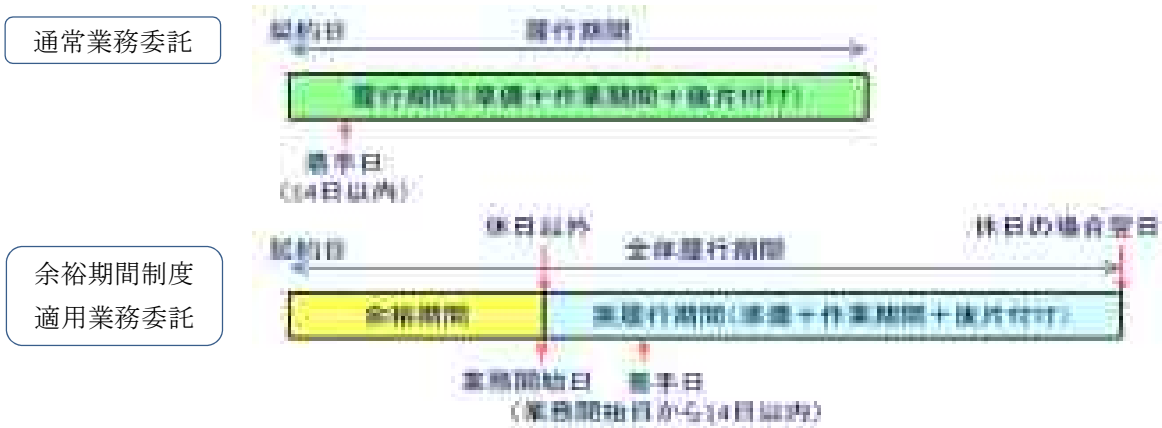 通常業務委託
契約日
履行期間
履行期間(準備+作業期間+後片付け)
着手日
(14日以内)
休日以外
休日の場合翌日
契約日
全体履行期間
余裕期間制度
適用業務委託
余裕期間
実履行期間(準備+作業期間+後片付け)
業務開始日
着手日
(業務開始日から14日以内)